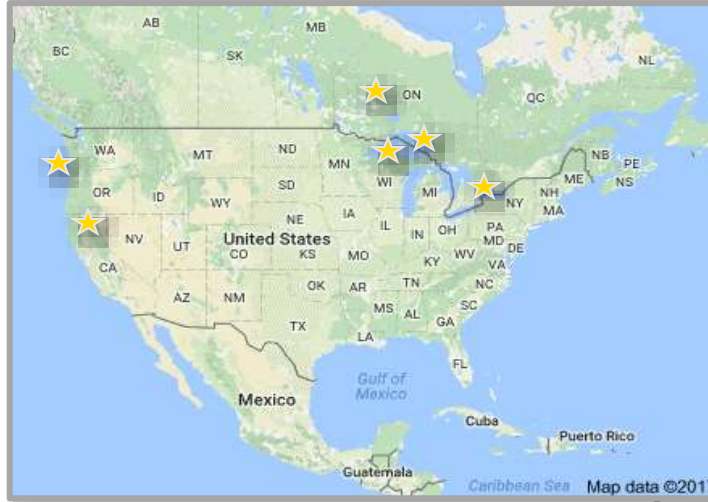 AB
MB
BC
SK
NL
ON
QC
WA
MT
ND
MN
NB
PE
ME
NS
OR
ID
SD
WI
MI
NH
NY
MA
WY
NE
IA
IL
IN
OH
PA
MD
DE
NV
UT
United States
CO
KS
MO
KY
WV
VA
CA
AZ
NM
OK
AR
TN
NC
SC
MS
AL
GA
TX
LA
FL
Gulf of
Mexico
Mexico
Cuba
Puerto Rico
Guatemala
Caribbean Sea
Map data ©201